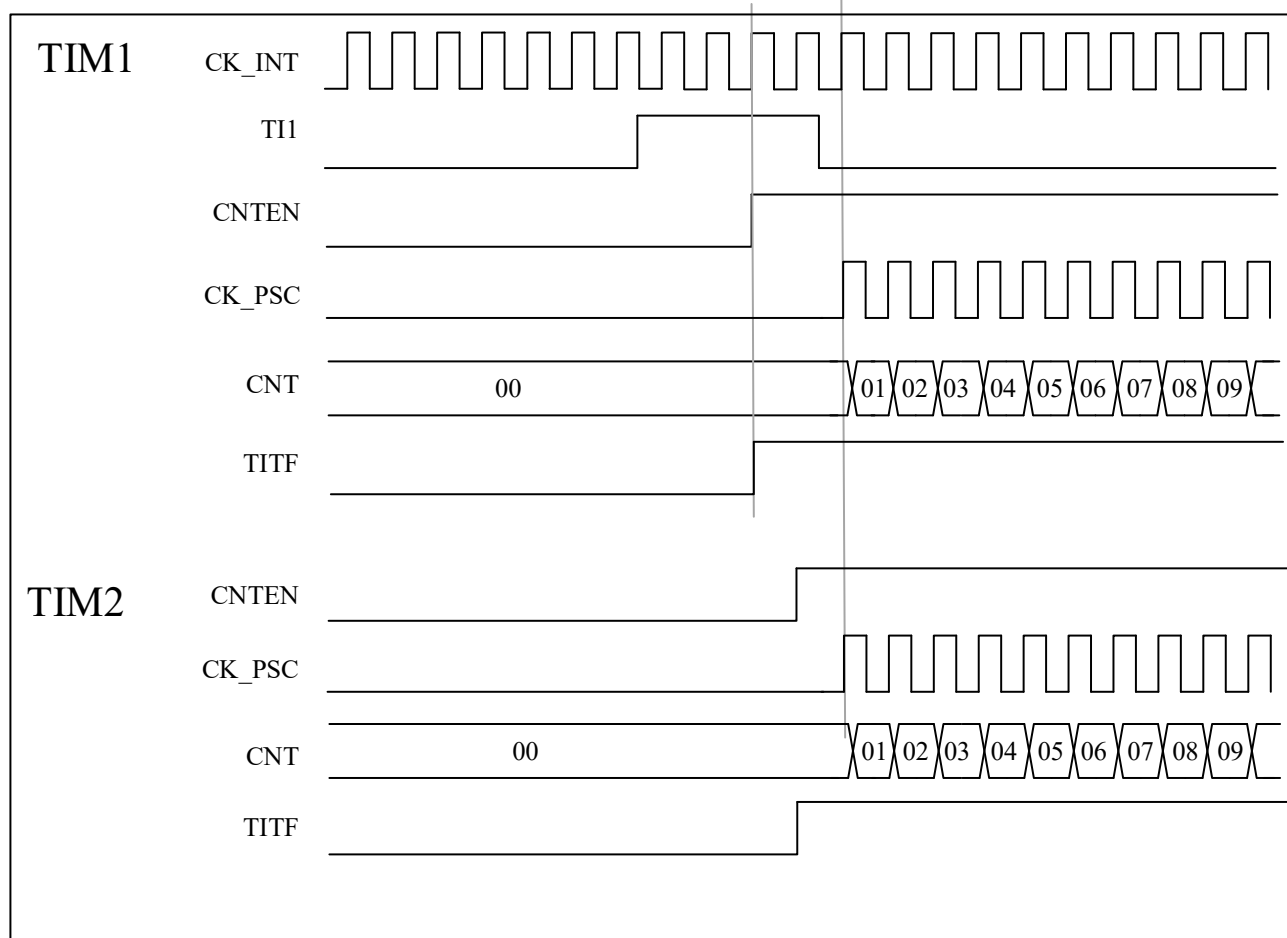 TIM1
CK_INT
TI1
CNTEN
CK_PSC
CNT 00 01 02 03 04 05 06 07 08 09
TITF
TIM2
CNTEN
CK_PSC
CNT 00 01 02 03 04 05 06 07 08 09
TITF